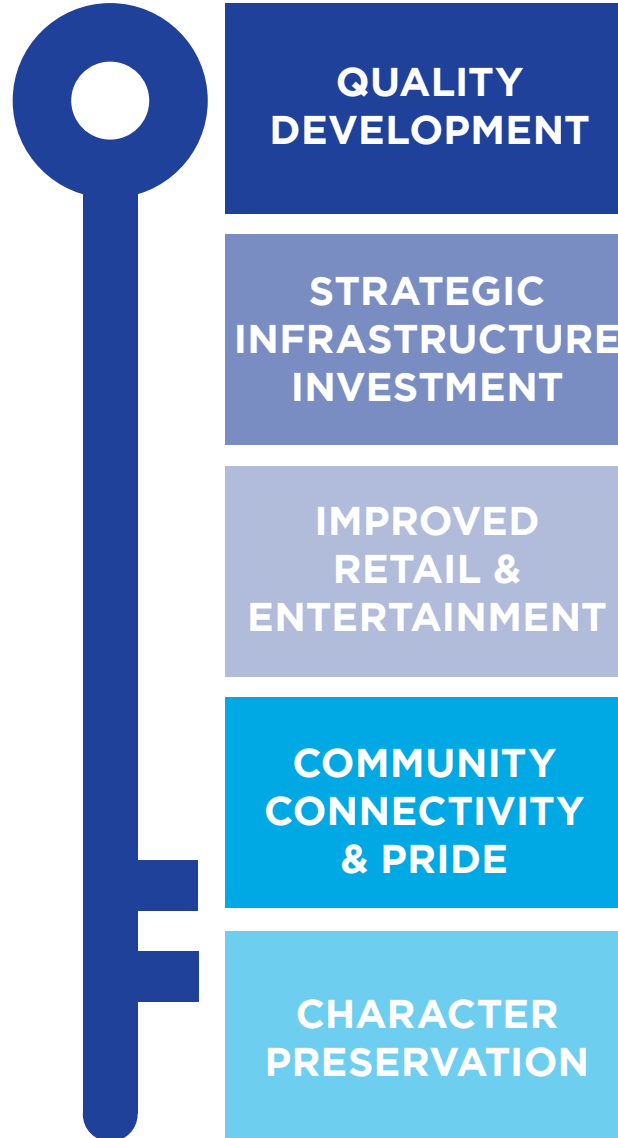 QUALITY
DEVELOPMENT
STRATEGIC
INFRASTRUCTURE
INVESTMENT
IMPROVED
RETAIL &
ENTERTAINMENT
COMMUNITY
CONNECTIVITY
& PRIDE
CHARACTER
PRESERVATION